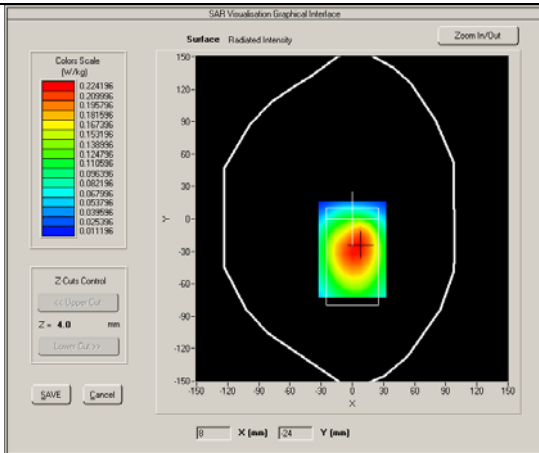 SAR Visualisation Graphical Interface
Surface Radiated Intensity
Zoom In/Out
Colors Scale
(W/kg)
0.224196
0.209996
0.195796
0.181596
0.167396
0.153196
0.138996
0.124796
0.110596
0.096396
0.082196
0.067996
0.053796
0.039596
0.025396
0.011196
150
120
90
60
30
Y
0
-30
-60
-90
-120
-150
-150 -120 -90 -60 -30 0 30 60 90 120 150
X
Z-Cuts Control
<< Upper Cut
Z = 4.0 mm
Lower Cut >>
SAVE
Cancel
8 X (mm) -24 Y (mm)